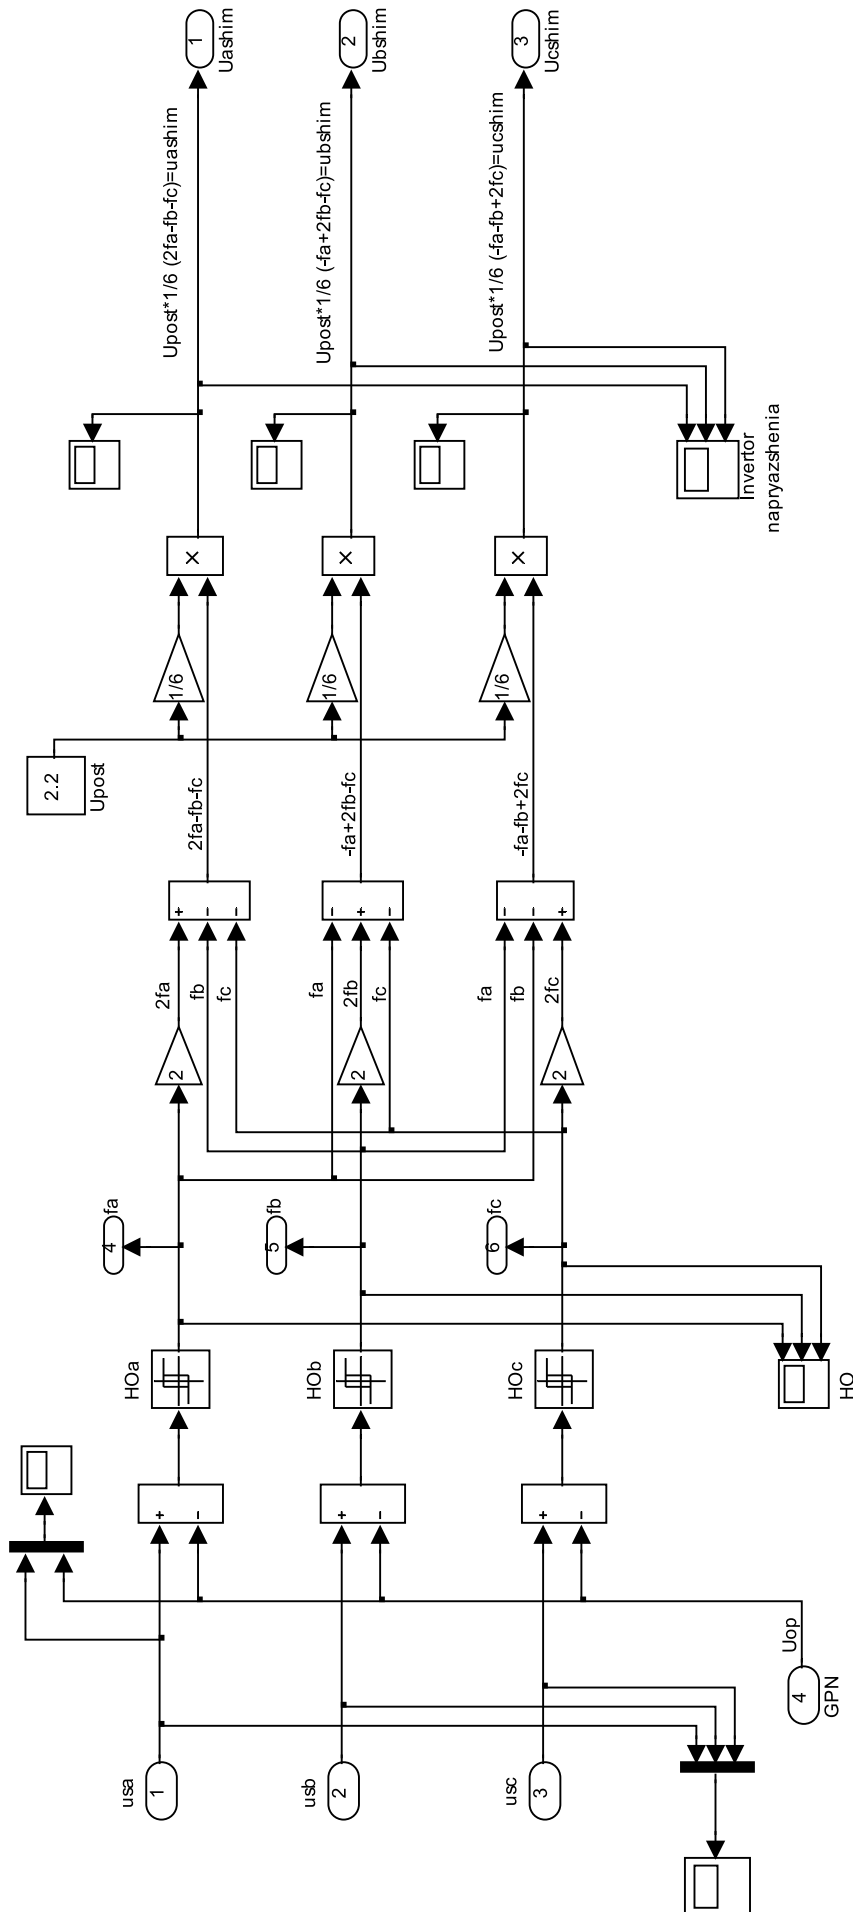 1
Uashim
2
Ubshim
3
Ucshim
Upost*1/6 (2fa-fb-fc)=uashim
Upost*1/6 (-fa+2fb-fc)=ubshim
Upost*1/6 (-fa-fb+2fc)=ucshim
Invertor
napryazshenia
×
×
×
1/6
1/6
1/6
2.2
Upost
2fa-fb-fc
-fa+2fb-fc
-fa-fb+2fc
+
-
-
-
+
-
-
-
+
2fa
fb
fc
fa
2fb
fc
fa
fb
2fc
2
2
2
4
fa
5
fb
6
fc
HOa
HOb
HOc
HO
+
-
+
-
+
-
Uop
4
GPN
usa
1
usb
2
usc
3